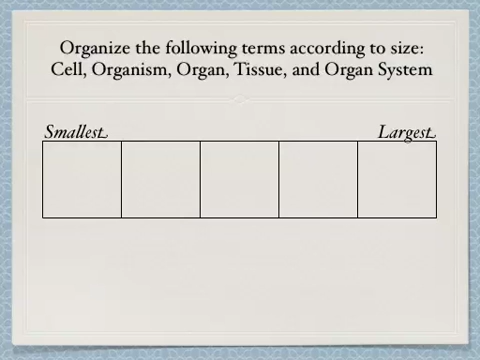 Organize the following terms according to size:
Cell, Organism, Organ, Tissue, and Organ System
Smallest
Largest